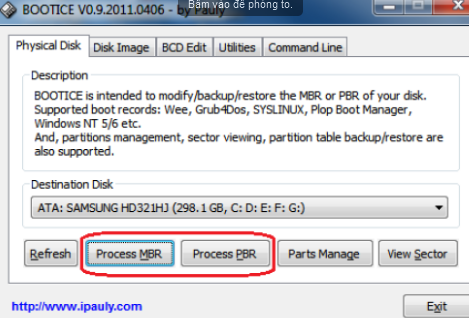 BOOTICE V0.9.2011.0406 - by Pauly
Bấm vào để phóng to.
Physical Disk Disk Image BCD Edit Utilities Command Line
Description
BOOTICE is intended to modify/backup/restore the MBR or PBR of your disk.
Supported boot records: Wee, Grub4Dos, SYSLINUX, Plop Boot Manager,
Windows NT 5/6 etc.
And, partitions management, sector viewing, partition table backup/restore are
also supported.
Destination Disk
ATA: SAMSUNG HD321HJ (298.1 GB, C: D: E: F: G:)
Refresh Process MBR Process PBR Parts Manage View Sector
http://www.ipauly.com Exit